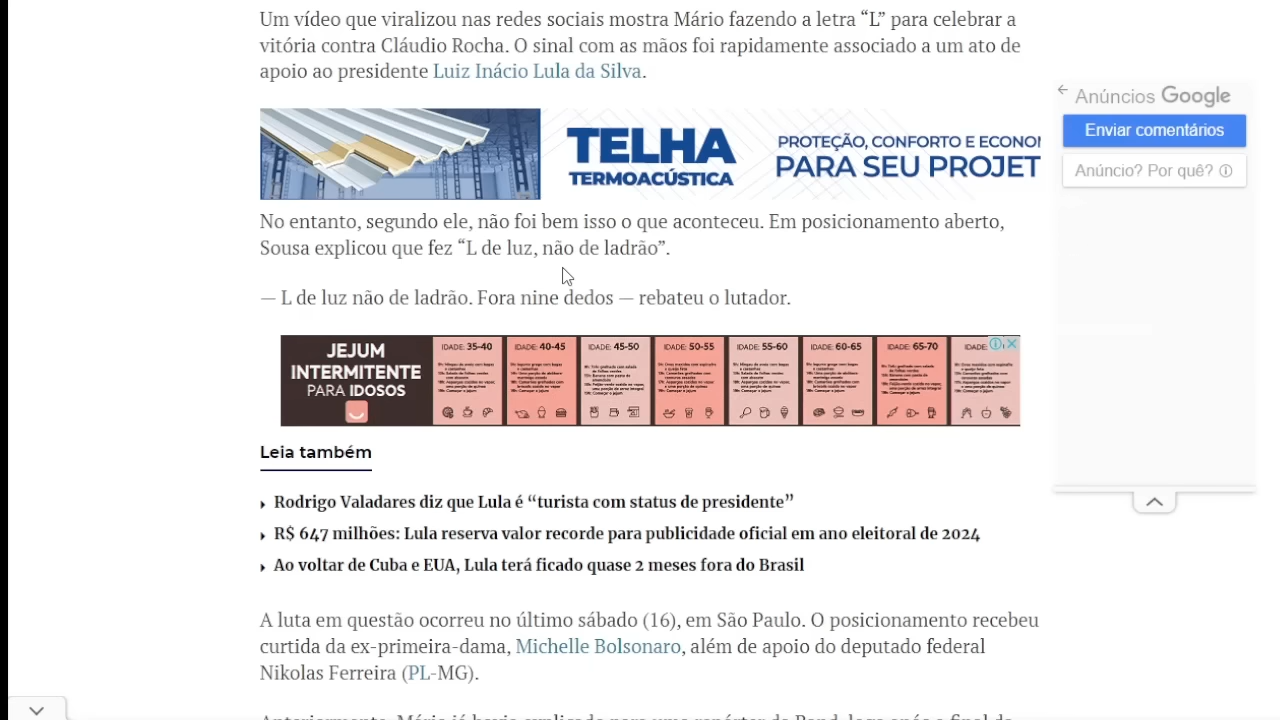 Um vídeo que viralizou nas redes sociais mostra Mário fazendo a letra “L” para celebrar a
vitória contra Cláudio Rocha. O sinal com as mãos foi rapidamente associado a um ato de
apoio ao presidente Luiz Inácio Lula da Silva.
Anúncios Google
Enviar comentários
Anúncio? Por quê?
TELHA
TERMOACÚSTICA
PROTEÇÃO, CONFORTO E ECONO
PARA SEU PROJET
No entanto, segundo ele, não foi bem isso o que aconteceu. Em posicionamento aberto,
Sousa explicou que fez “L de luz, não de ladrão”.
— L de luz não de ladrão. Fora nine dedos — rebateu o lutador.
JEJUM
INTERMITENTE
PARA IDOSOS
IDADE: 35-40
IDADE: 40-45
IDADE: 45-50
IDADE: 50-55
IDADE: 55-60
IDADE: 60-65
IDADE: 65-70
IDADE:
Leia também
Rodrigo Valadares diz que Lula é “turista com status de presidente”
R$ 647 milhões: Lula reserva valor recorde para publicidade oficial em ano eleitoral de 2024
Ao voltar de Cuba e EUA, Lula terá ficado quase 2 meses fora do Brasil
A luta em questão ocorreu no último sábado (16), em São Paulo. O posicionamento recebeu
curtida da ex-primeira-dama, Michelle Bolsonaro, além de apoio do deputado federal
Nikolas Ferreira (PL-MG).